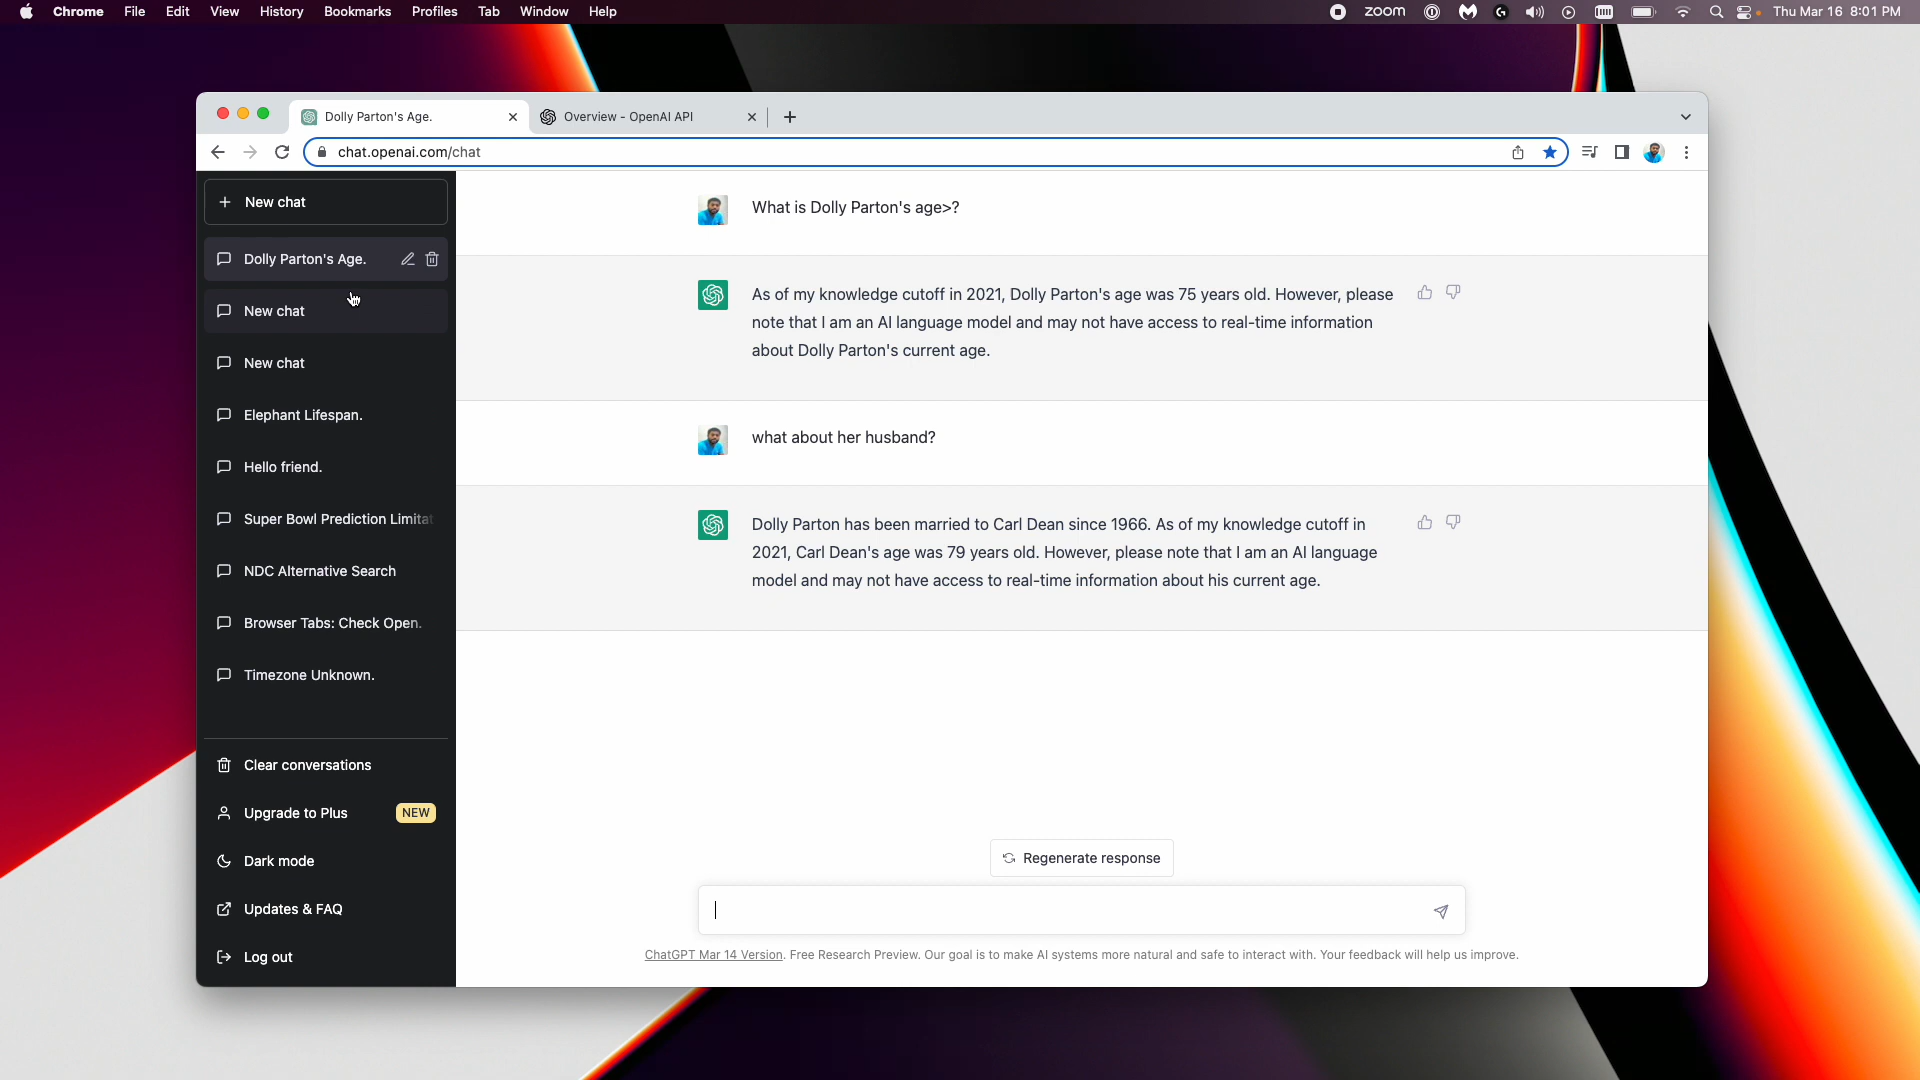 Chrome File Edit View History Bookmarks Profiles Tab Window Help zoom Thu Mar 16 8:01 PM
Dolly Parton's Age. Overview - OpenAI API
chat.openai.com/chat
New chat
Dolly Parton's Age.
New chat
New chat
Elephant Lifespan.
Hello friend.
Super Bowl Prediction Limitat
NDC Alternative Search
Browser Tabs: Check Open.
Timezone Unknown.
Clear conversations
Upgrade to Plus NEW
Dark mode
Updates & FAQ
Log out
What is Dolly Parton's age>?
As of my knowledge cutoff in 2021, Dolly Parton's age was 75 years old. However, please
note that I am an AI language model and may not have access to real-time information
about Dolly Parton's current age.
what about her husband?
Dolly Parton has been married to Carl Dean since 1966. As of my knowledge cutoff in
2021, Carl Dean's age was 79 years old. However, please note that I am an AI language
model and may not have access to real-time information about his current age.
Regenerate response
ChatGPT Mar 14 Version. Free Research Preview. Our goal is to make AI systems more natural and safe to interact with. Your feedback will help us improve.